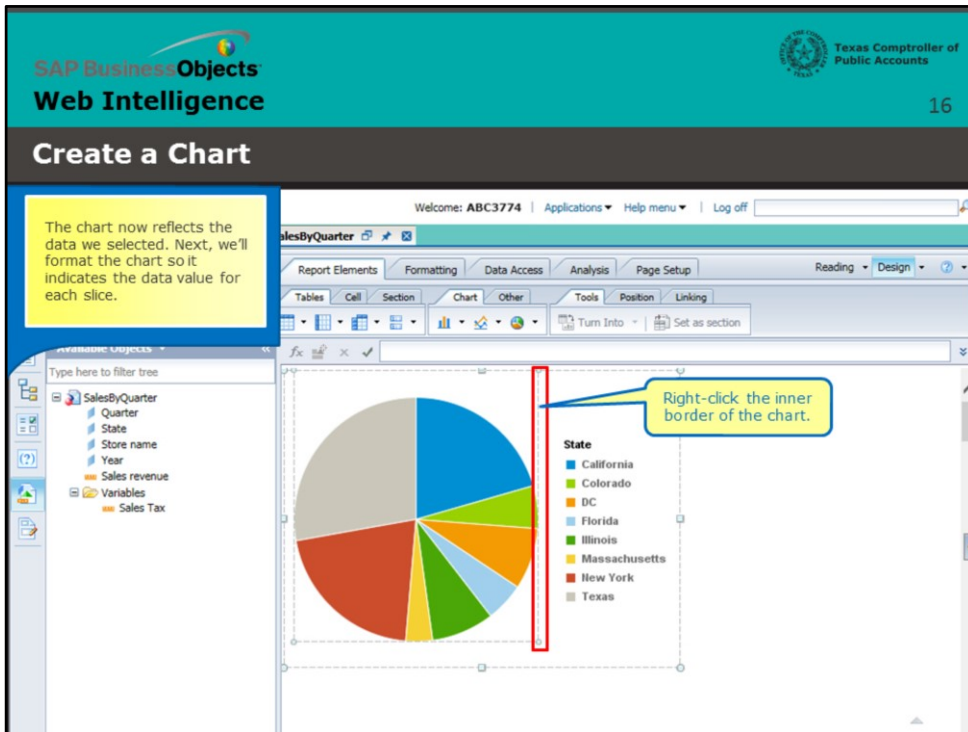 SAP BusinessObjects
Web Intelligence
Texas Comptroller of
Public Accounts
16
Create a Chart
The chart now reflects the
data we selected. Next, we'll
format the chart so it
indicates the data value for
each slice.
Welcome: ABC3774 | Applications Help menu | Log off
alesByQuarter
Report Elements Formatting Data Access Analysis Page Setup
Reading Design
Tables Cell Section Chart Other Tools Position Linking
Turn Into Set as section
Available Objects
Type here to filter tree
SalesByQuarter
Quarter
State
Store name
Year
Sales revenue
Variables
Sales Tax
Right-click the inner
border of the chart.
State
California
Colorado
DC
Florida
Illinois
Massachusetts
New York
Texas